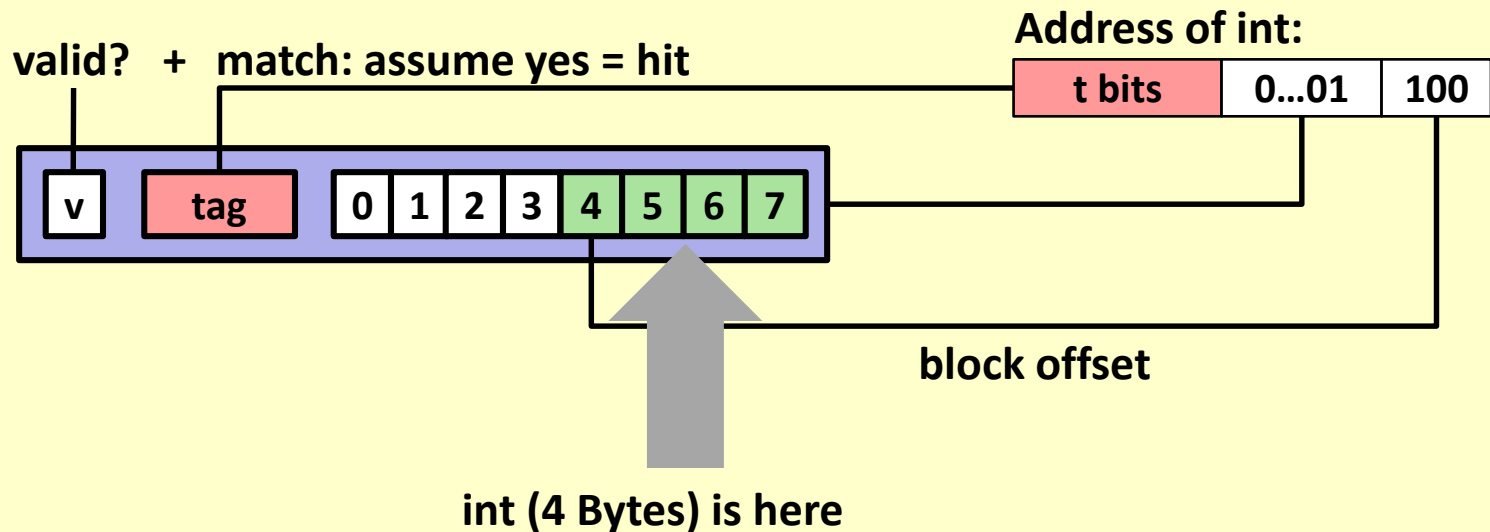 Address of int:
valid? + match: assume yes = hit
t bits 0...01 100
v tag 0 1 2 3 4 5 6 7
block offset
int (4 Bytes) is here